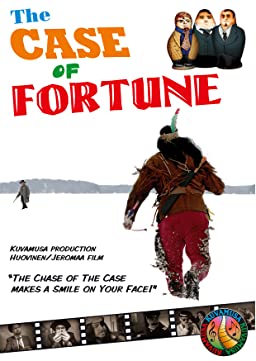 The
CASE
OF
FORTUNE
KUVAMUSA PRODUCTION
HUOVINEN/JEROMAA FILM
"THE CHASE OF THE CASE
MAKES A SMILE ON YOUR FACE!"
KUVAMUSA